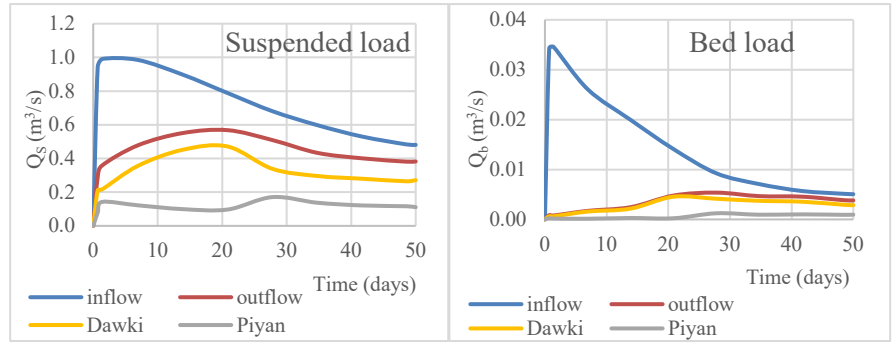 Suspended load
1.2
1.0
0.8
0.6
0.4
0.2
0.0
Q_S (m³/s)
0 10 20 30 40 50
Time (days)
inflow outflow
Dawki Piyan
Bed load
0.04
0.03
0.02
0.01
0.00
Q_b (m³/s)
0 10 20 30 40 50
Time (days)
inflow outflow
Dawki Piyan